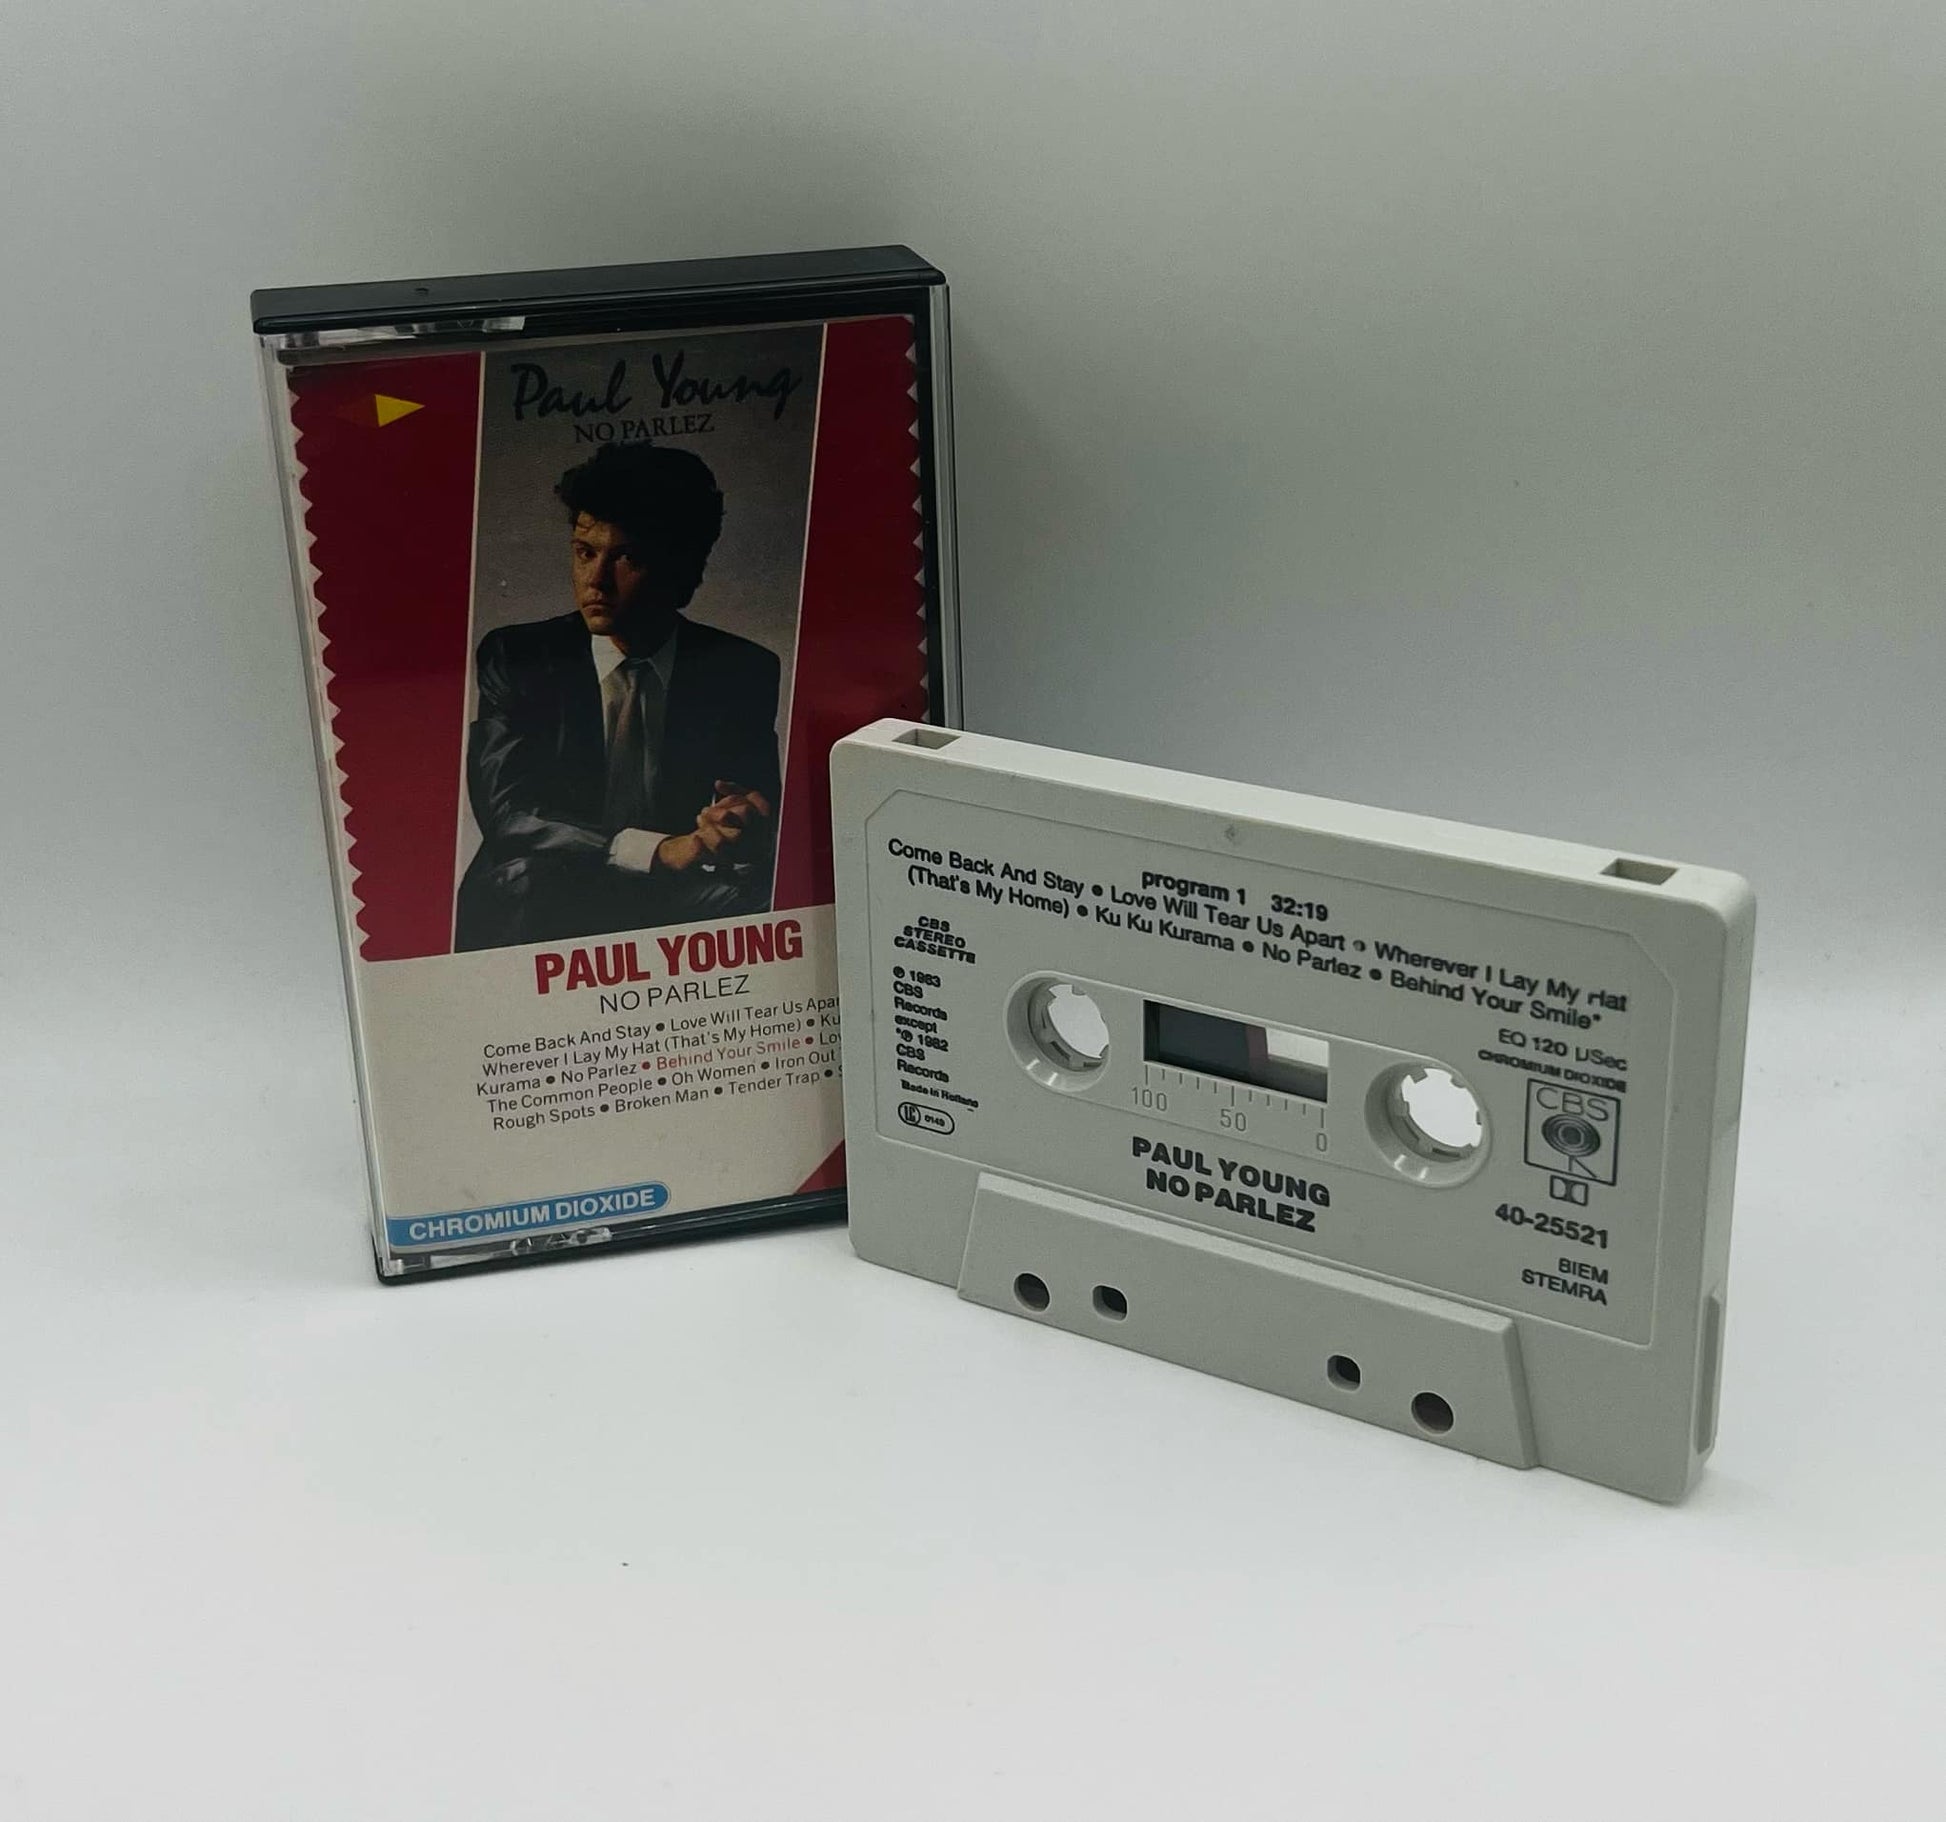 Paul Young
NO PARLEZ
PAUL YOUNG
NO PARLEZ
Come Back And Stay • Love Will Tear Us Apar
Wherever I Lay My Hat (That's My Home) • Ku
Kurama • No Parlez • Behind Your Smile • Lov
The Common People • Oh Women • Iron Out
Rough Spots • Broken Man • Tender Trap • S
CHROMIUM DIOXIDE
program 1 32:19
Come Back And Stay • Love Will Tear Us Apart • Wherever I Lay My Hat
(That's My Home) • Ku Ku Kurama • No Parlez • Behind Your Smile*
CBS
STEREO
CASSETTE
℗ 1983
CBS
Records
except
*℗ 1982
CBS
Records
Made in Holland
LC 0149
EQ 120 µSec
CHROMIUM DIOXIDE
CBS
100 50 0
PAUL YOUNG
NO PARLEZ
40-25521
BIEM
STEMRA